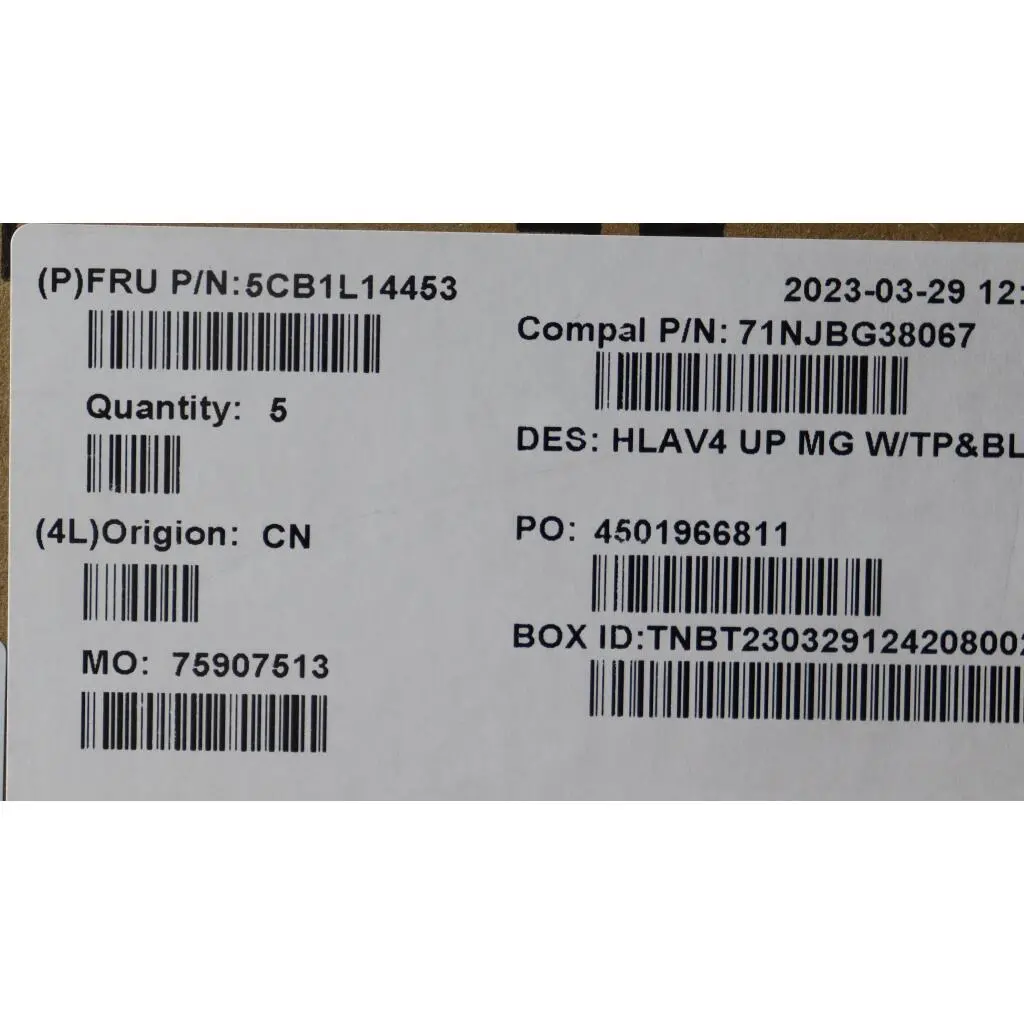 (P)FRU P/N:5CB1L14453
2023-03-29 12:
Compal P/N: 71NJBG38067
Quantity: 5
DES: HLAV4 UP MG W/TP&BL
(4L)Origion: CN
PO: 4501966811
BOX ID:TNBT230329124208002
MO: 75907513